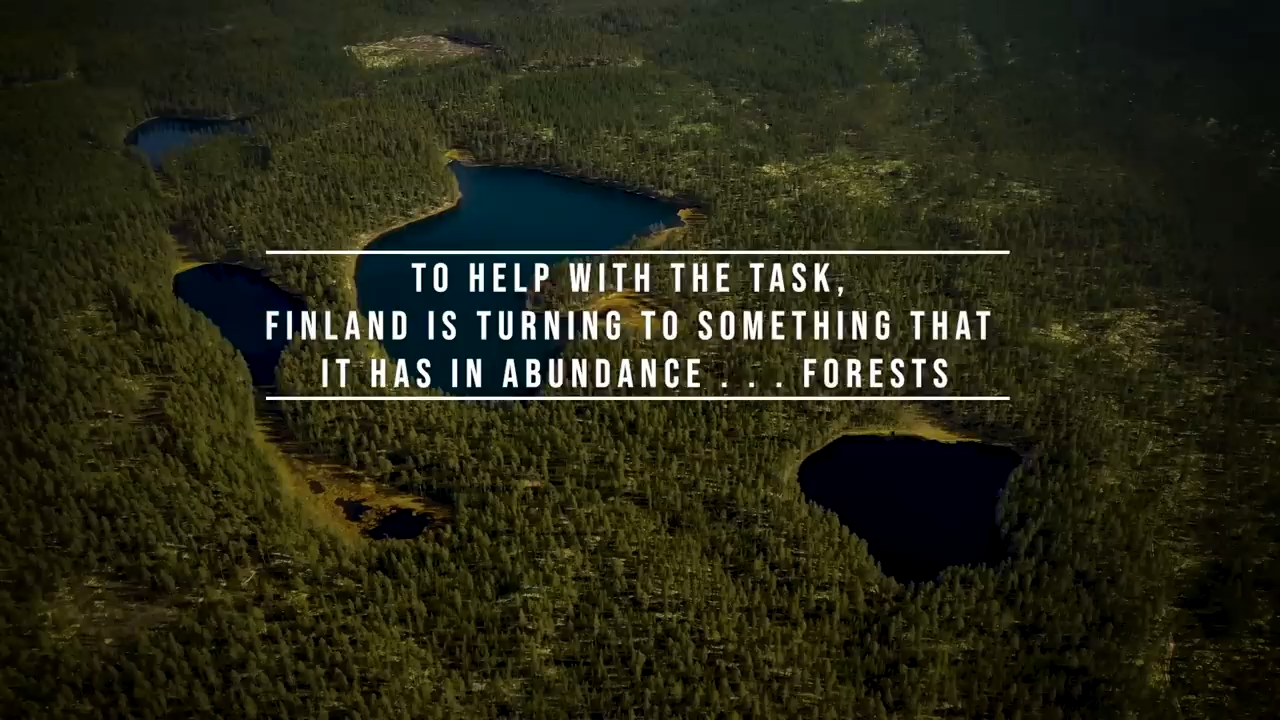 TO HELP WITH THE TASK,
FINLAND IS TURNING TO SOMETHING THAT
IT HAS IN ABUNDANCE . . . FORESTS